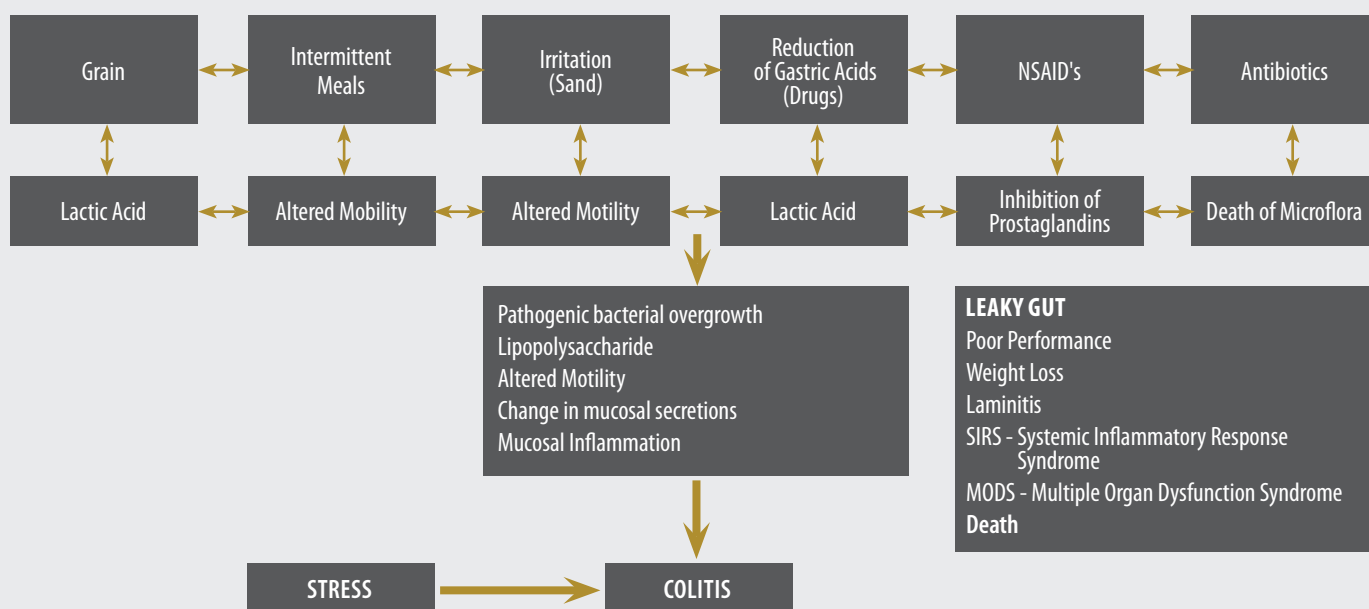 Grain
Intermittent
Meals
Irritation
(Sand)
Reduction
of Gastric Acids
(Drugs)
NSAID's
Antibiotics
Lactic Acid
Altered Mobility
Altered Motility
Lactic Acid
Inhibition of
Prostaglandins
Death of Microflora
Pathogenic bacterial overgrowth
Lipopolysaccharide
Altered Motility
Change in mucosal secretions
Mucosal Inflammation
LEAKY GUT
Poor Performance
Weight Loss
Laminitis
SIRS - Systemic Inflammatory Response
Syndrome
MODS - Multiple Organ Dysfunction Syndrome
Death
STRESS
COLITIS